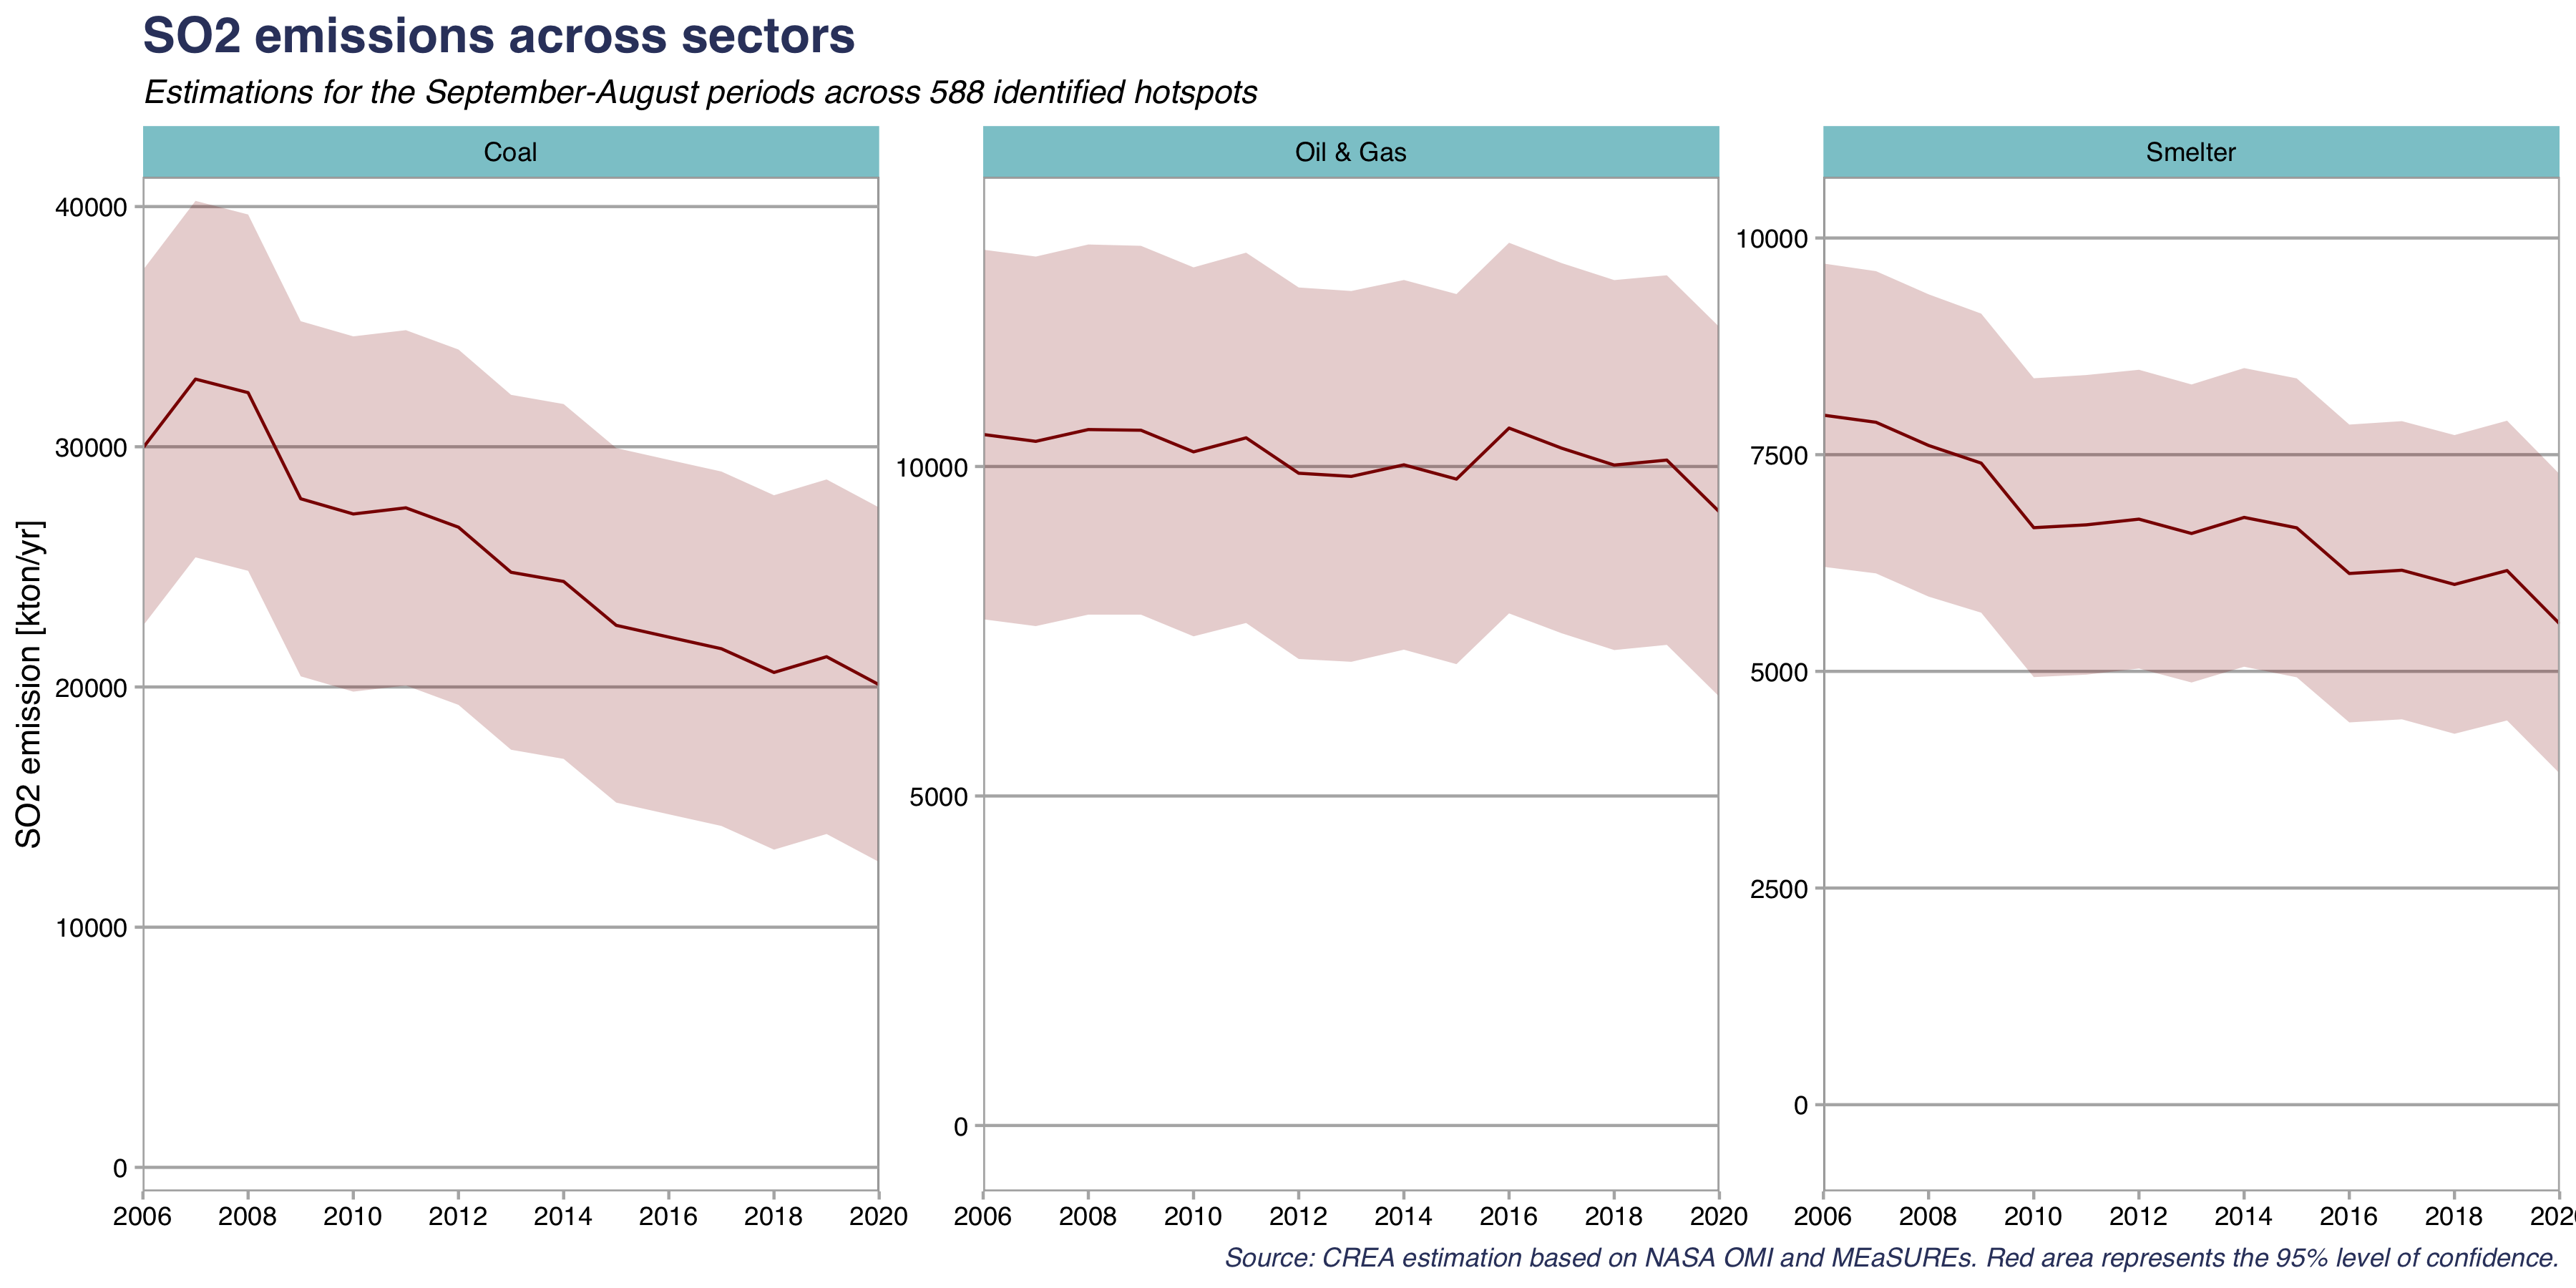 SO2 emissions across sectors
Estimations for the September-August periods across 588 identified hotspots
Coal
Oil & Gas
Smelter
SO2 emission [kton/yr]
40000
30000
20000
10000
0
10000
5000
0
10000
7500
5000
2500
0
2006 2008 2010 2012 2014 2016 2018 2020
2006 2008 2010 2012 2014 2016 2018 2020
2006 2008 2010 2012 2014 2016 2018 202
Source: CREA estimation based on NASA OMI and MEaSUREs. Red area represents the 95% level of confidence.